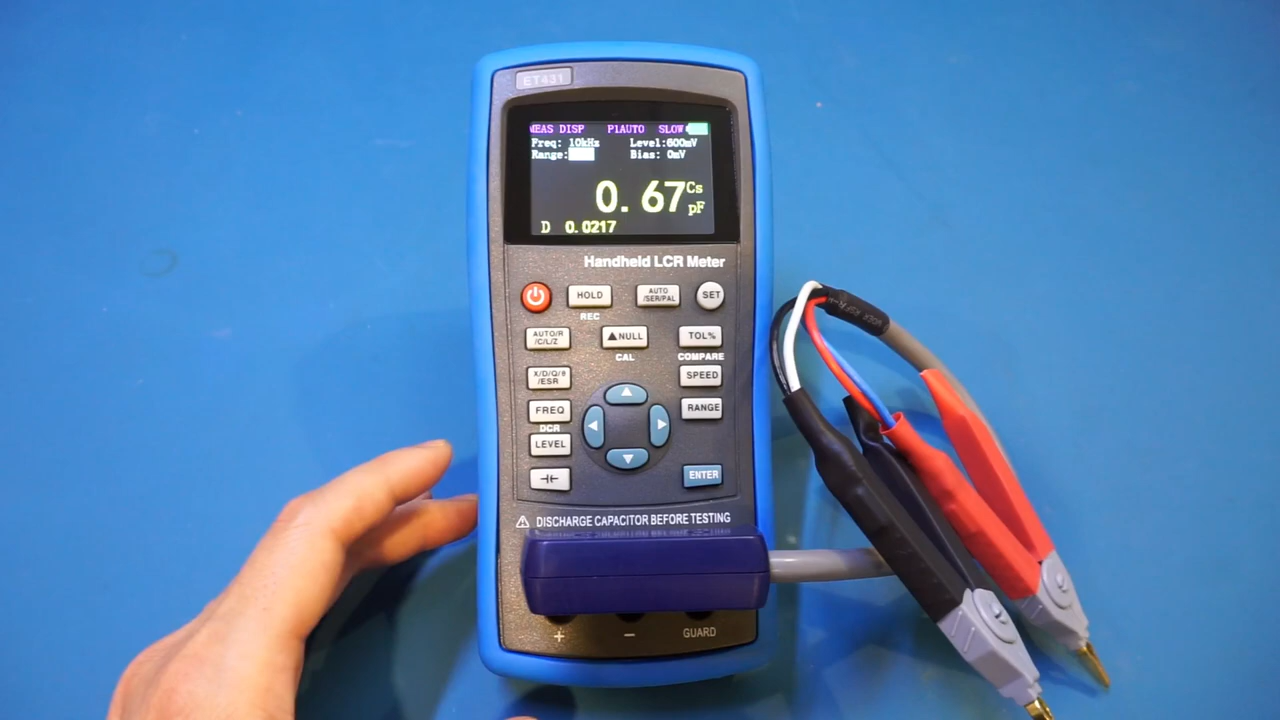 ET431
MEAS DISP P1AUTO SLOW
Freq: 10kHz Level:600mV
Range: Bias: 0mV
0.67 Cs
pF
D 0.0217
Handheld LCR Meter
HOLD
AUTO
/SER/PAL
SET
REC
AUTO/R
/C/L/Z
▲NULL
TOL%
CAL
COMPARE
X/D/Q/θ
/ESR
SPEED
FREQ
RANGE
DCR
LEVEL
ENTER
DISCHARGE CAPACITOR BEFORE TESTING
+ − GUARD